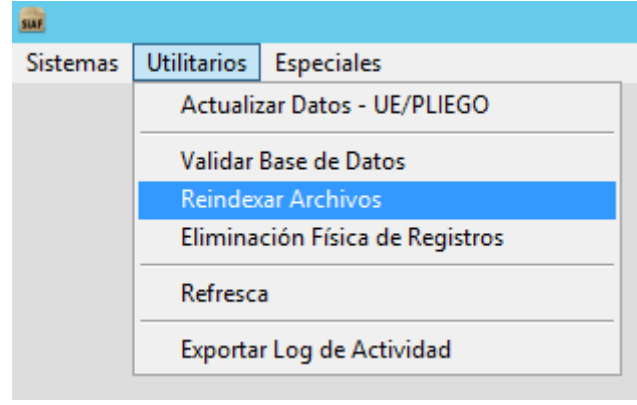 SIAF
Sistemas Utilitarios Especiales
Actualizar Datos - UE/PLIEGO
Validar Base de Datos
Reindexar Archivos
Eliminación Física de Registros
Refresca
Exportar Log de Actividad